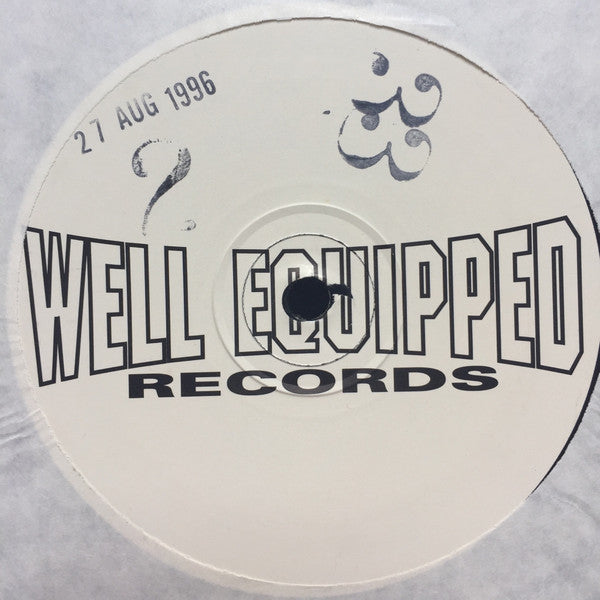 27 AUG 1996
?
WELL EQUIPPED
RECORDS